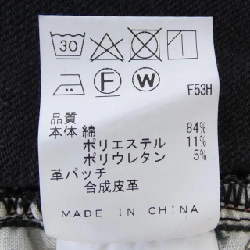 30
F W
F53H
品質
本体 綿 84%
ポリエステル 11%
ポリウレタン 5%
革パッチ
合成皮革
MADE IN CHINA